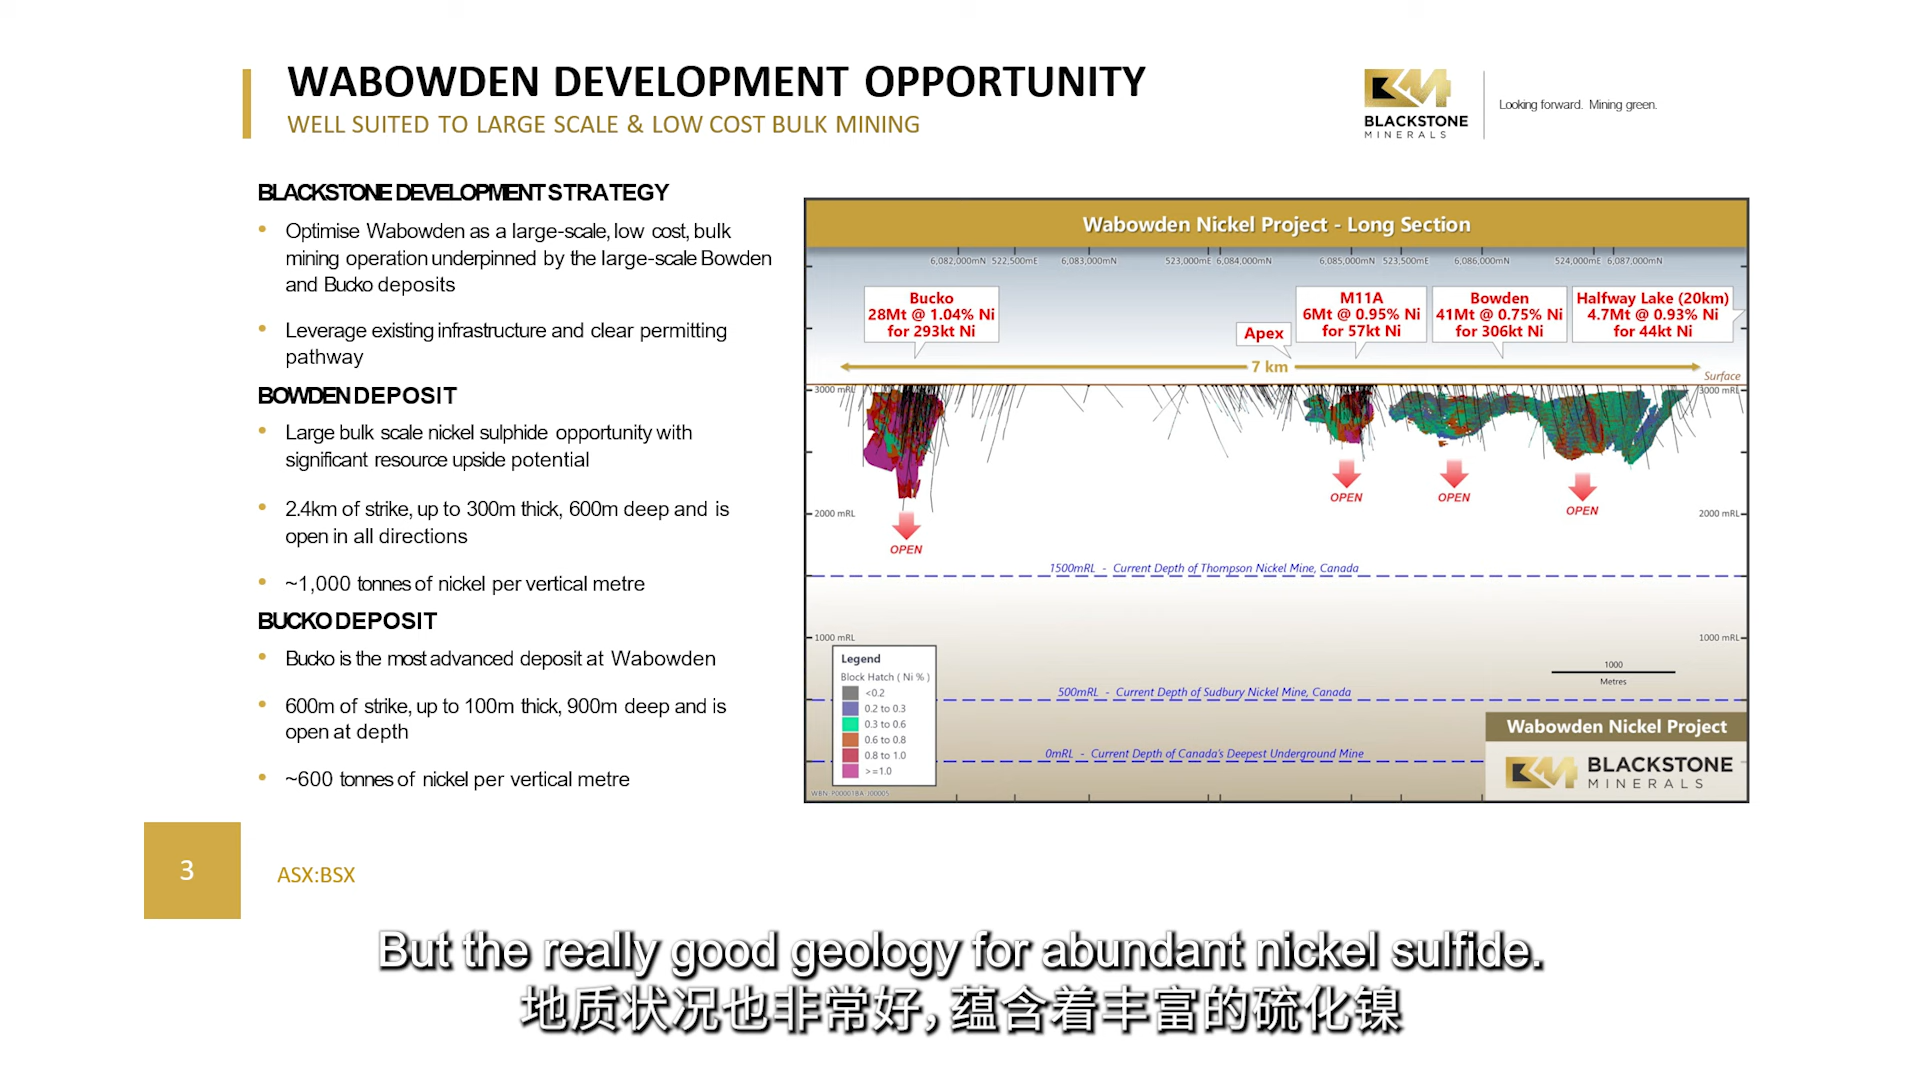 WABOWDEN DEVELOPMENT OPPORTUNITY
WELL SUITED TO LARGE SCALE & LOW COST BULK MINING
BLACKSTONE
MINERALS
Looking forward. Mining green.
BLACKSTONE DEVELOPMENT STRATEGY
• Optimise Wabowden as a large-scale, low cost, bulk
mining operation underpinned by the large-scale Bowden
and Bucko deposits
• Leverage existing infrastructure and clear permitting
pathway
BOWDEN DEPOSIT
• Large bulk scale nickel sulphide opportunity with
significant resource upside potential
• 2.4km of strike, up to 300m thick, 600m deep and is
open in all directions
• ~1,000 tonnes of nickel per vertical metre
BUCKO DEPOSIT
• Bucko is the most advanced deposit at Wabowden
• 600m of strike, up to 100m thick, 900m deep and is
open at depth
• ~600 tonnes of nickel per vertical metre
Wabowden Nickel Project - Long Section
6,082,000mN 522,500mE 6,083,000mN 523,000mE 6,084,000mN 6,085,000mN 523,500mE 6,086,000mN 524,000mE 6,087,000mN
Bucko
28Mt @ 1.04% Ni
for 293kt Ni
Apex
M11A
6Mt @ 0.95% Ni
for 57kt Ni
Bowden
41Mt @ 0.75% Ni
for 306kt Ni
Halfway Lake (20km)
4.7Mt @ 0.93% Ni
for 44kt Ni
7 km
Surface
3000 mRL 3000 mRL
OPEN
OPEN
OPEN
OPEN
2000 mRL 2000 mRL
1500mRL - Current Depth of Thompson Nickel Mine, Canada
1000 mRL 1000 mRL
Legend
Block Hatch ( Ni % )
<0.2
0.2 to 0.3
0.3 to 0.6
0.6 to 0.8
0.8 to 1.0
>=1.0
1000
Metres
500mRL - Current Depth of Sudbury Nickel Mine, Canada
0mRL - Current Depth of Canada's Deepest Underground Mine
Wabowden Nickel Project
BLACKSTONE
MINERALS
3
ASX:BSX
But the really good geology for abundant nickel sulfide.
地质状况也非常好，蕴含着丰富的硫化镍